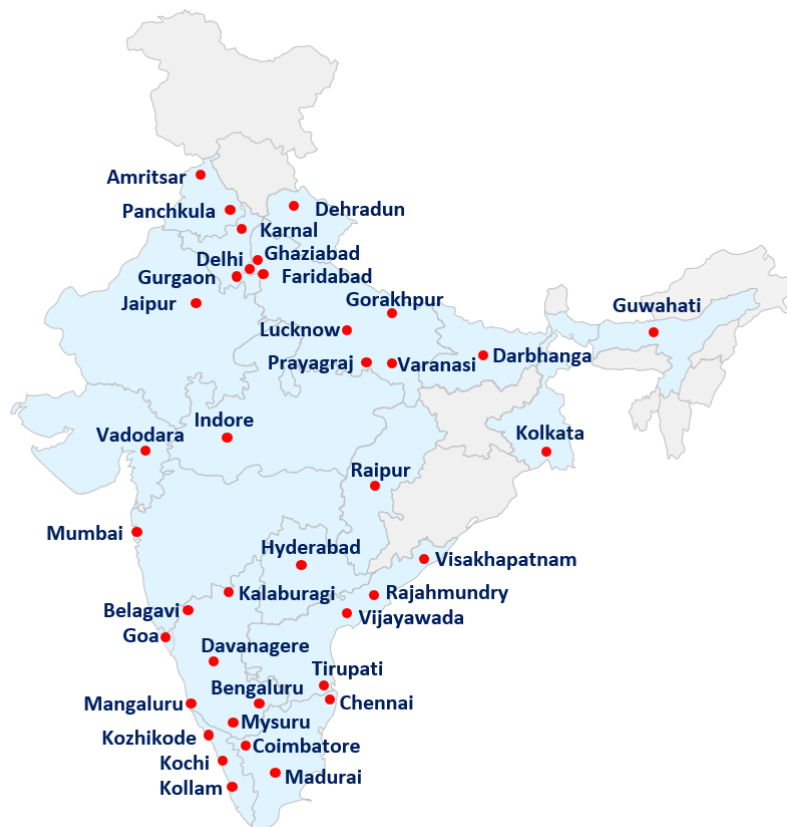 Amritsar
Panchkula
Dehradun
Karnal
Ghaziabad
Delhi
Gurgaon
Faridabad
Jaipur
Gorakhpur
Guwahati
Lucknow
Prayagraj
Varanasi
Darbhanga
Indore
Vadodara
Kolkata
Raipur
Mumbai
Hyderabad
Visakhapatnam
Kalaburagi
Rajahmundry
Belagavi
Vijayawada
Goa
Davanagere
Tirupati
Bengaluru
Mangaluru
Chennai
Mysuru
Kozhikode
Coimbatore
Kochi
Madurai
Kollam